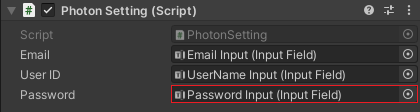 Photon Setting (Script)
Script PhotonSetting
Email Email Input (Input Field)
User ID UserName Input (Input Field)
Password Password Input (Input Field)